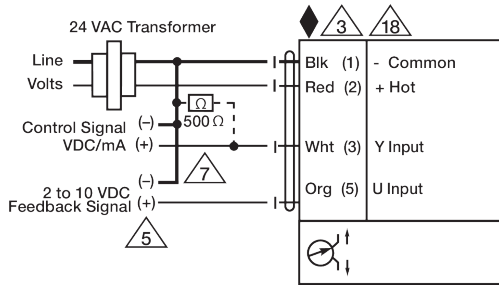 24 VAC Transformer
3
18
Line
Blk (1) - Common
Volts
Red (2) + Hot
Ω
500 Ω
Control Signal (–)
VDC/mA (+)
Wht (3) Y Input
7
(–)
2 to 10 VDC
Feedback Signal (+)
Org (5) U Input
5